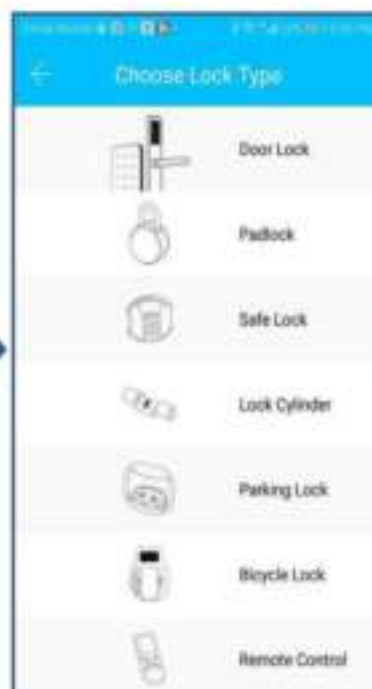 Choose Lock Type
Door Lock
Padlock
Safe Lock
Lock Cylinder
Parking Lock
Bicycle Lock
Remote Control